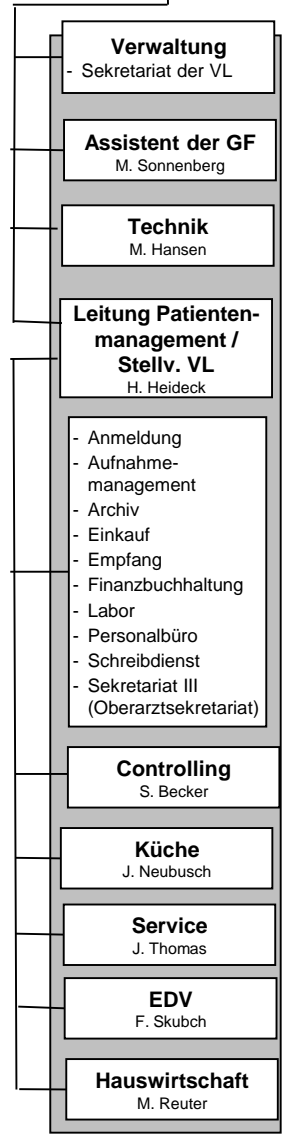 Verwaltung
- Sekretariat der VL
Assistent der GF
M. Sonnenberg
Technik
M. Hansen
Leitung Patienten-
management /
Stellv. VL
H. Heideck
- Anmeldung
- Aufnahme-
management
- Archiv
- Einkauf
- Empfang
- Finanzbuchhaltung
- Labor
- Personalbüro
- Schreibdienst
- Sekretariat III
(Oberarztsekretariat)
Controlling
S. Becker
Küche
J. Neubusch
Service
J. Thomas
EDV
F. Skubch
Hauswirtschaft
M. Reuter